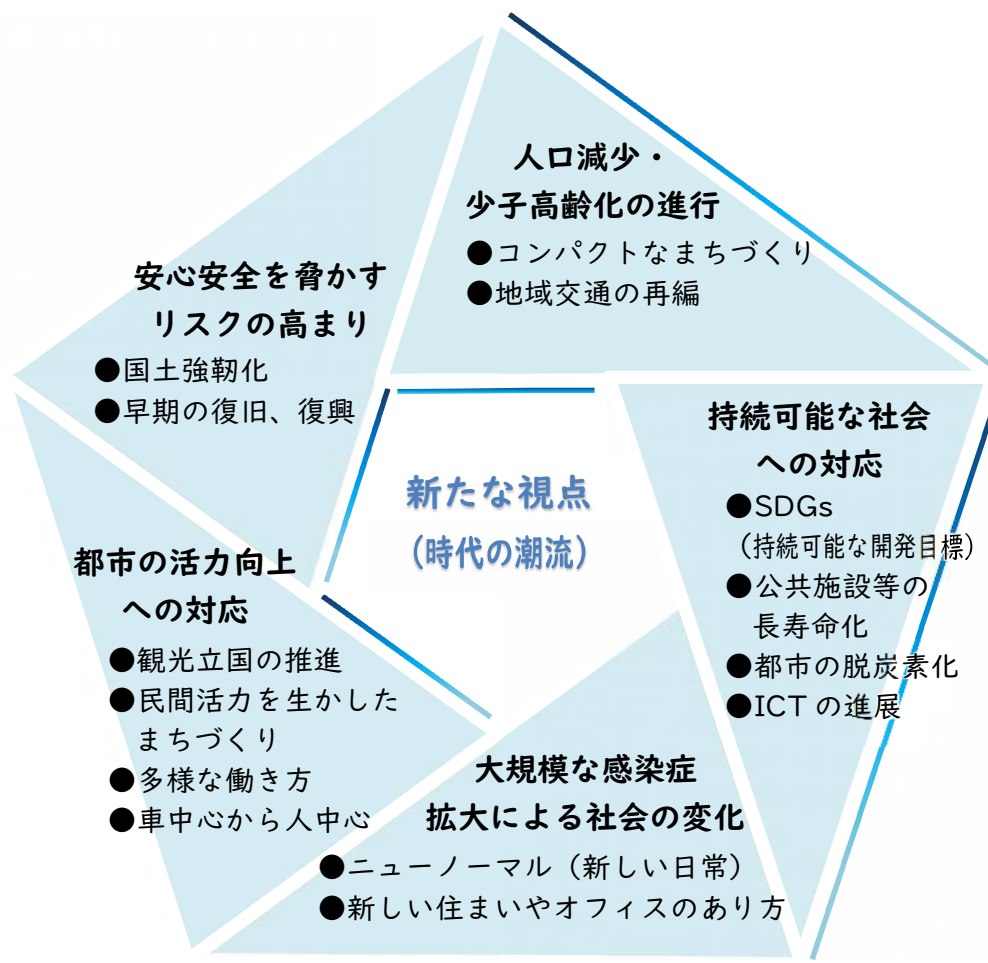 人口減少・
少子高齢化の進行
●コンパクトなまちづくり
●地域交通の再編
安心安全を脅かす
リスクの高まり
●国土強靭化
●早期の復旧、復興
持続可能な社会
への対応
●SDGs
(持続可能な開発目標)
●公共施設等の
長寿命化
●都市の脱炭素化
●ICTの進展
新たな視点
(時代の潮流)
都市の活力向上
への対応
●観光立国の推進
●民間活力を生かした
まちづくり
●多様な働き方
●車中心から人中心
大規模な感染症
拡大による社会の変化
●ニューノーマル（新しい日常）
●新しい住まいやオフィスのあり方